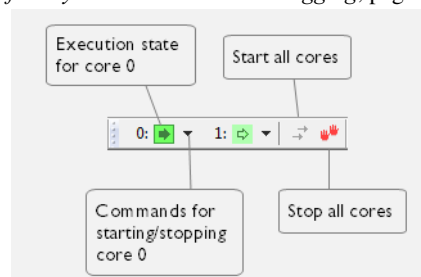 Execution state
for core 0
Start all cores
0:
1:
Commands for
starting/stopping
core 0
Stop all cores